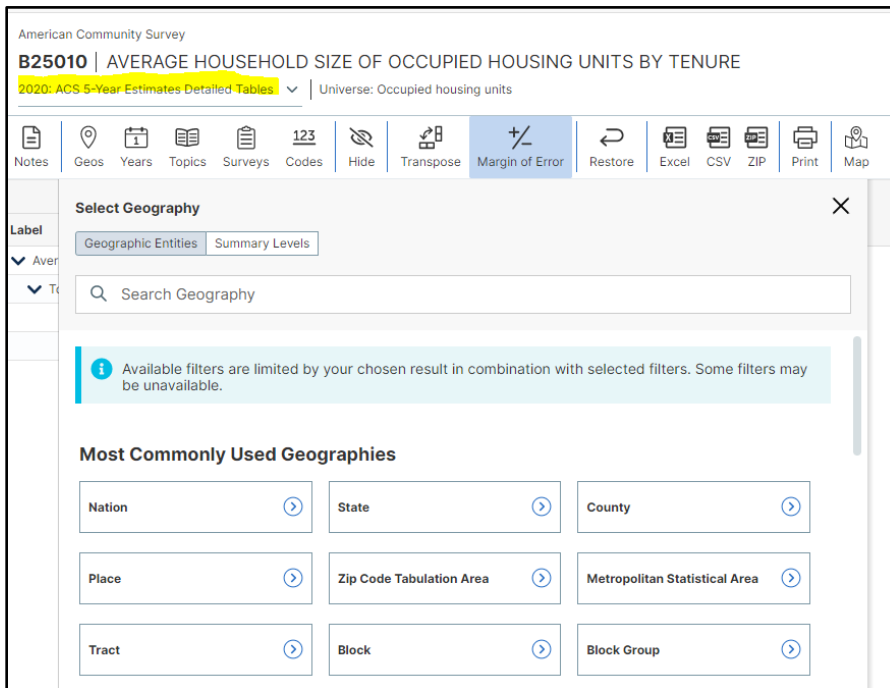 American Community Survey
B25010 | AVERAGE HOUSEHOLD SIZE OF OCCUPIED HOUSING UNITS BY TENURE
2020: ACS 5-Year Estimates Detailed Tables | Universe: Occupied housing units
Notes Geos Years Topics Surveys Codes Hide Transpose Margin of Error Restore Excel CSV ZIP Print Map
Select Geography
Label
Geographic Entities Summary Levels
Aver
To
Search Geography
Available filters are limited by your chosen result in combination with selected filters. Some filters may
be unavailable.
Most Commonly Used Geographies
Nation State County
Place Zip Code Tabulation Area Metropolitan Statistical Area
Tract Block Block Group